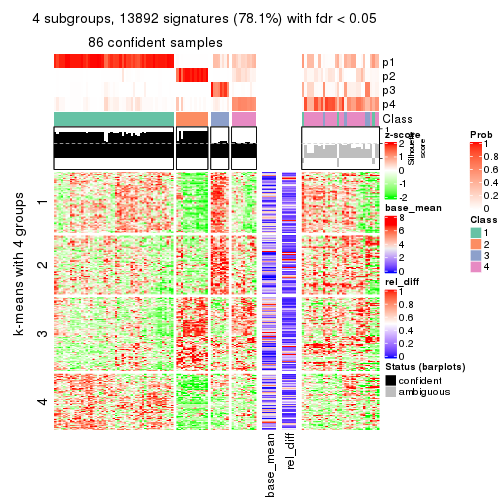 4 subgroups, 13892 signatures (78.1%) with fdr < 0.05
86 confident samples
p1
p2
p3
p4
Class
1
Silhouette
score
k-means with 4 groups
1
2
3
4
base_mean
rel_diff
z-score
2
1
0
-1
-2
base_mean
8
6
4
2
0
rel_diff
1
0.8
0.6
0.4
0.2
0
Status (barplots)
confident
ambiguous
Prob
1
0.8
0.6
0.4
0.2
0
Class
1
2
3
4